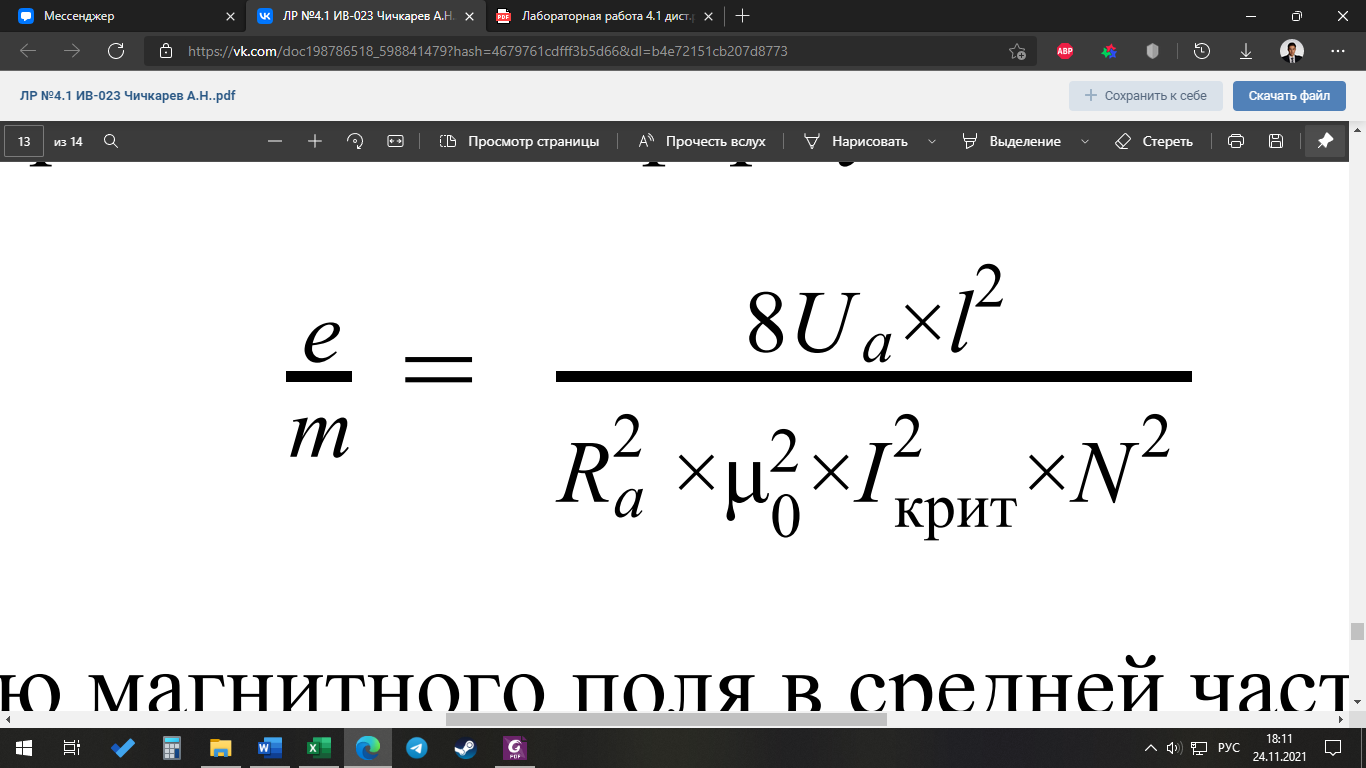 Мессенджер
ЛР №4.1 ИВ-023 Чичкарев А.Н.
Лабораторная работа 4.1 дист.
https://vk.com/doc198786518_598841479?hash=4679761cdfff3b5d66&dl=b4e72151cb207d8773
ABP
ЛР №4.1 ИВ-023 Чичкарев А.Н..pdf
Сохранить к себе
Скачать файл
13 из 14
Просмотр страницы
Прочесть вслух
Нарисовать
Выделение
Стереть
e/m = 8U_a×l^2 / R_a^2 ×μ_0^2×I_крит^2×N^2
ю магнитного поля в средней част
РУС
18:11
24.11.2021